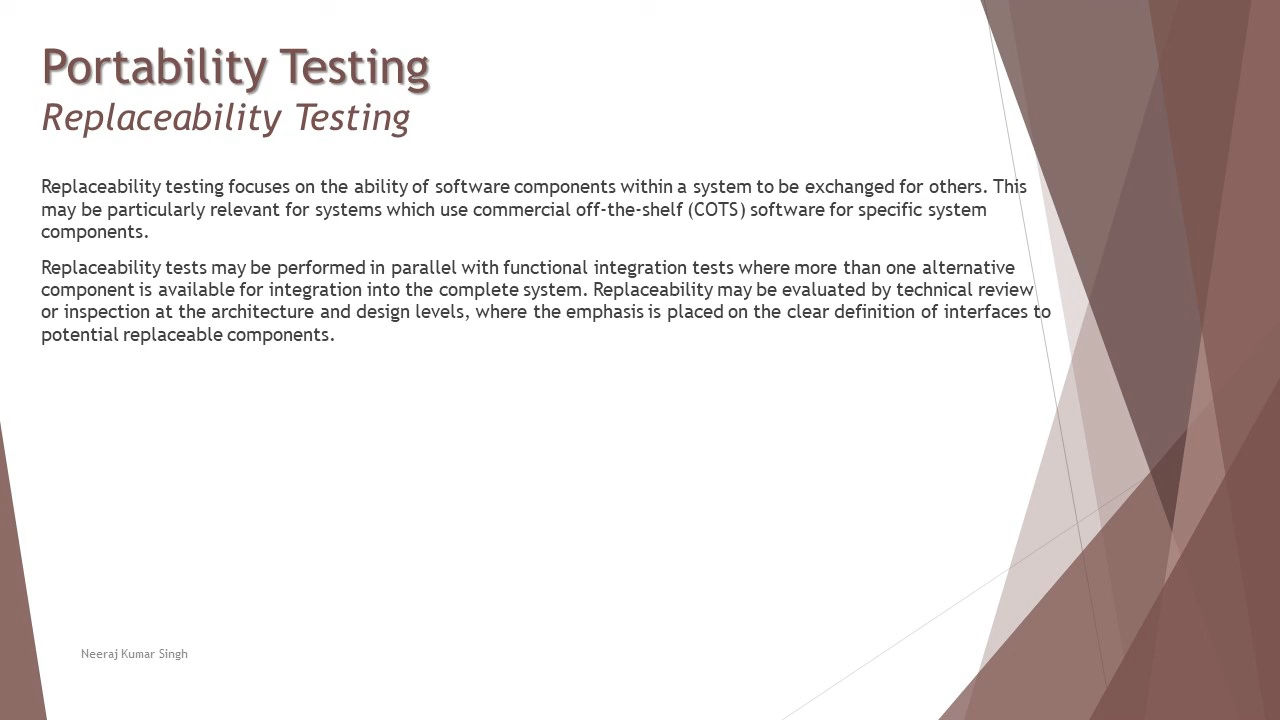 Portability Testing
Replaceability Testing
Replaceability testing focuses on the ability of software components within a system to be exchanged for others. This
may be particularly relevant for systems which use commercial off-the-shelf (COTS) software for specific system
components.
Replaceability tests may be performed in parallel with functional integration tests where more than one alternative
component is available for integration into the complete system. Replaceability may be evaluated by technical review
or inspection at the architecture and design levels, where the emphasis is placed on the clear definition of interfaces to
potential replaceable components.
Neeraj Kumar Singh